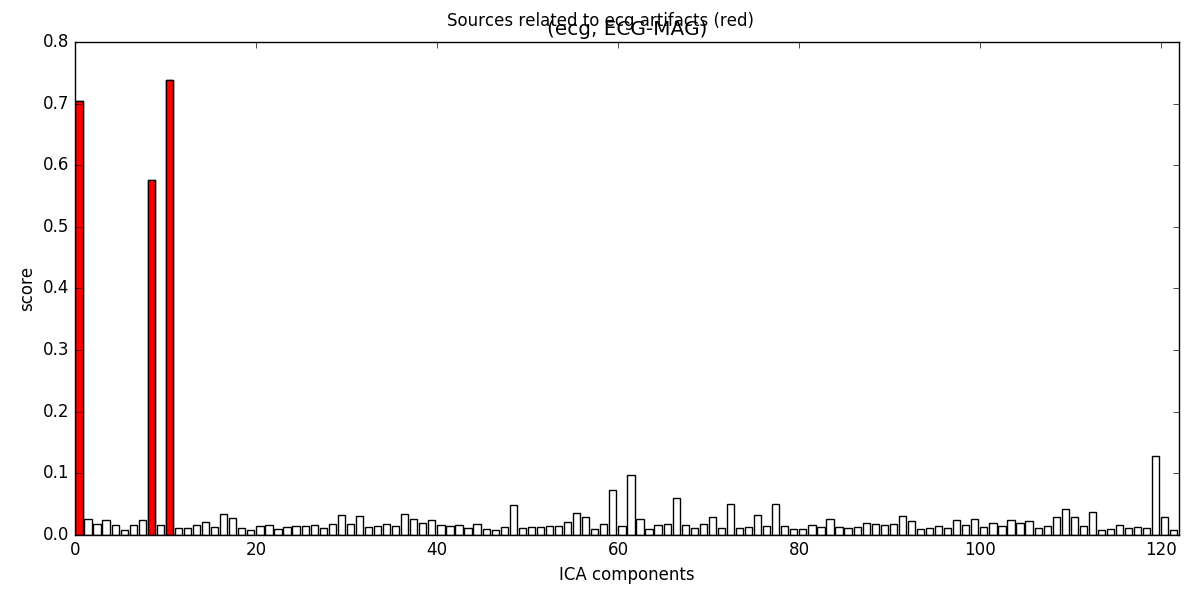 Sources related to ecg artifacts (red)
(ecg, ECG-MAG)
0.8
0.7
0.6
0.5
0.4
0.3
0.2
0.1
0.0
score
0 20 40 60 80 100 120
ICA components